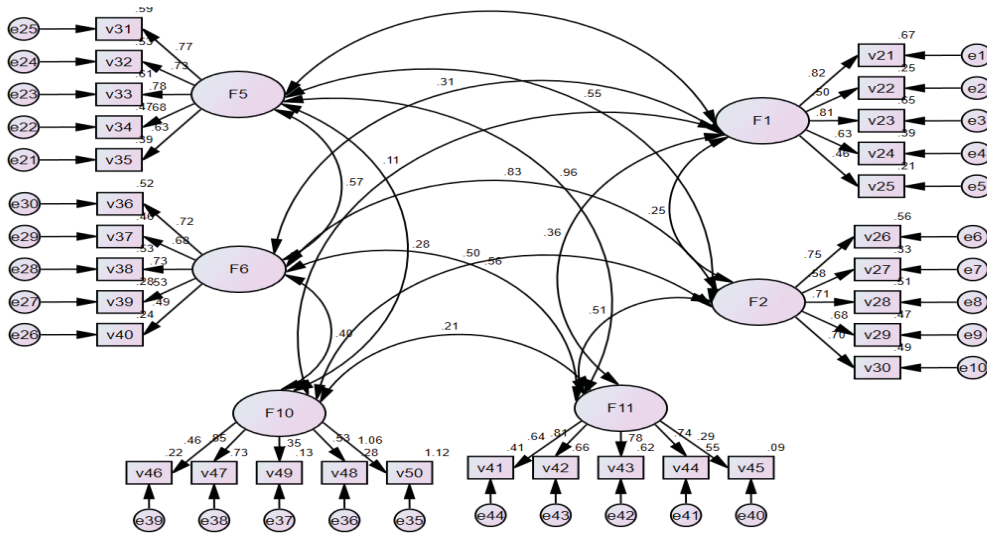 .59
e25 v31 .77
.53
e24 v32 .73
.61
e23 v33 .78
.47
e22 v34 .68
.63
.39
e21 v35
F5
.67
v21 e1
.82
.25
v22 e2
.50
.65
v23 e3
.81
.39
v24 e4
.63
.21
v25 e5
.46
F1
.31
.55
.11
.57
.83
.96
.25
.52
e30 v36 .72
.46
e29 v37 .68
.53
e28 v38 .73
.28
.53
e27 v39
.49
.24
e26 v40
F6
.56
v26 e6
.75
.33
v27 e7
.58
.51
v28 e8
.71
.47
v29 e9
.68
.49
v30 e10
.70
F2
.36
.28
.50
.56
.51
.21
.40
F10
F11
.46 .85 .35 .53 1.06
.22 .73 .13 .28 1.12
v46 v47 v49 v48 v50
e39 e38 e37 e36 e35
.64 .81 .78 .74 .29
.41 .66 .62 .55 .09
v41 v42 v43 v44 v45
e44 e43 e42 e41 e40